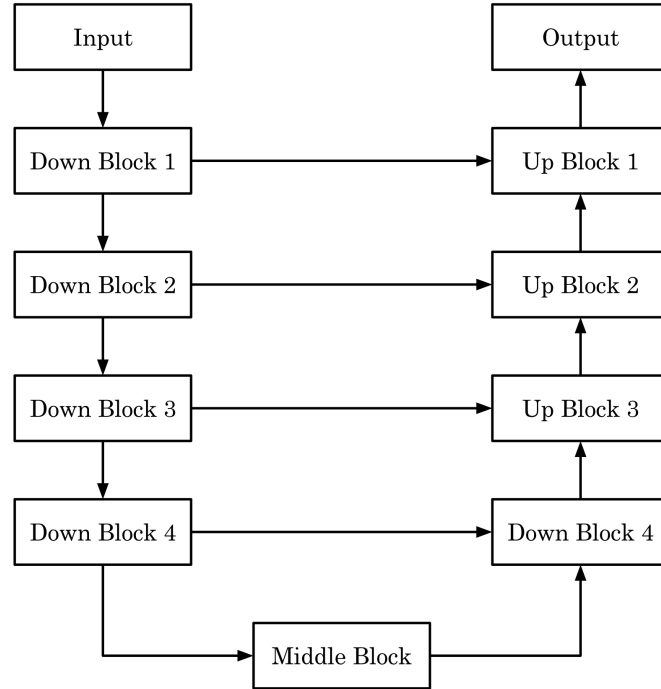 Input
Output
Down Block 1
Up Block 1
Down Block 2
Up Block 2
Down Block 3
Up Block 3
Down Block 4
Down Block 4
Middle Block